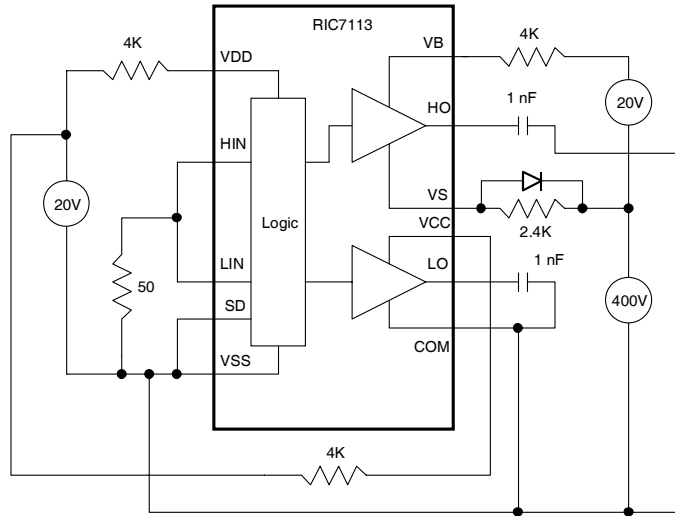 RIC7113
4K
VDD
VB
4K
HO
1 nF
20V
HIN
20V
Logic
VS
2.4K
VCC
LIN
LO
1 nF
50
SD
400V
VSS
COM
4K